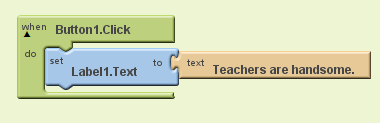 when Button1.Click
do set Label1.Text to text Teachers are handsome.